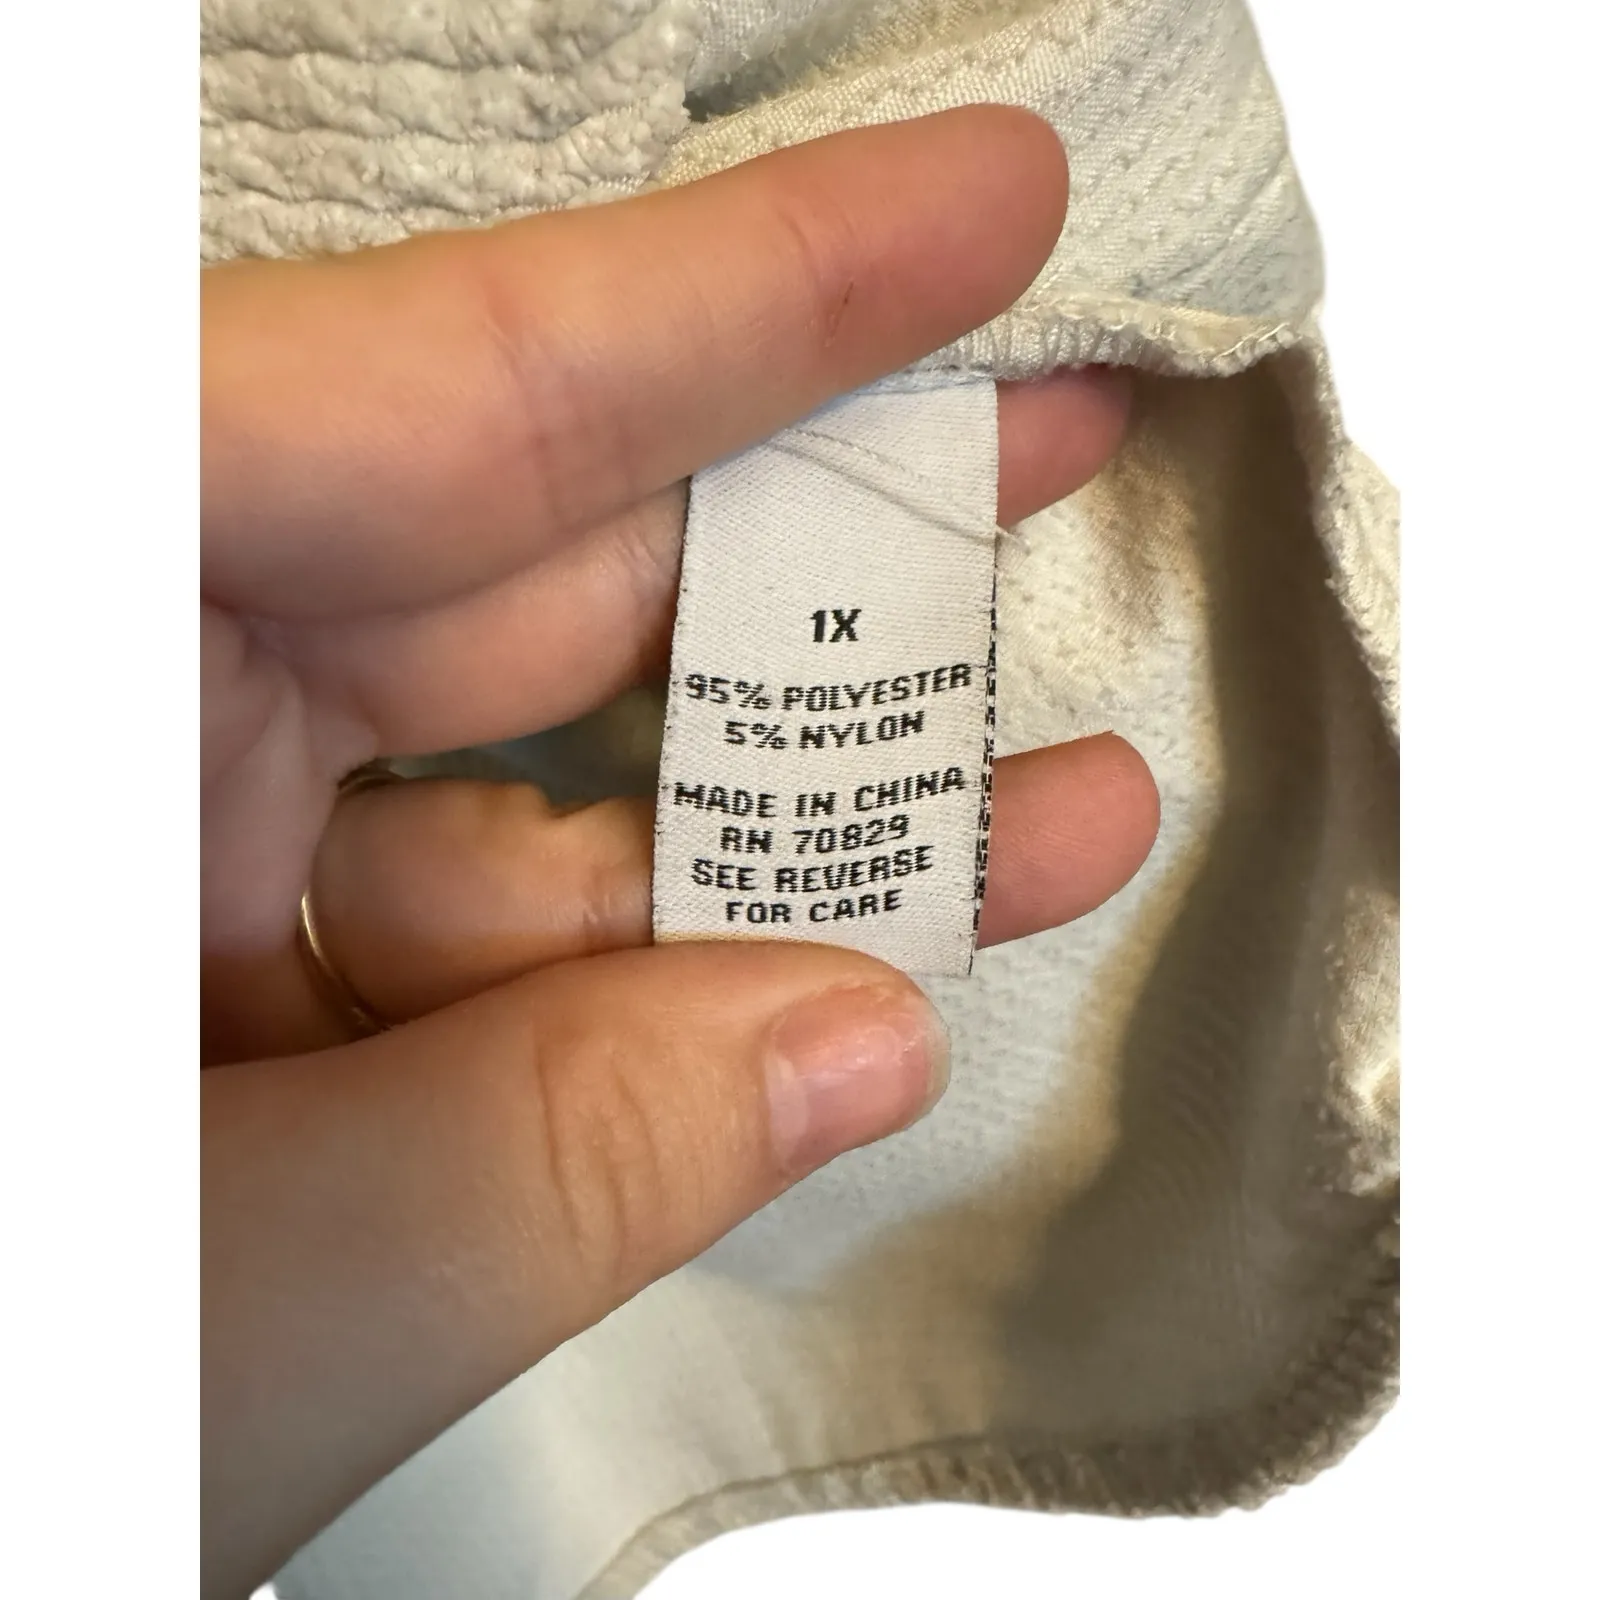 1X
95% POLYESTER
5% NYLON
MADE IN CHINA
RN 70829
SEE REVERSE
FOR CARE